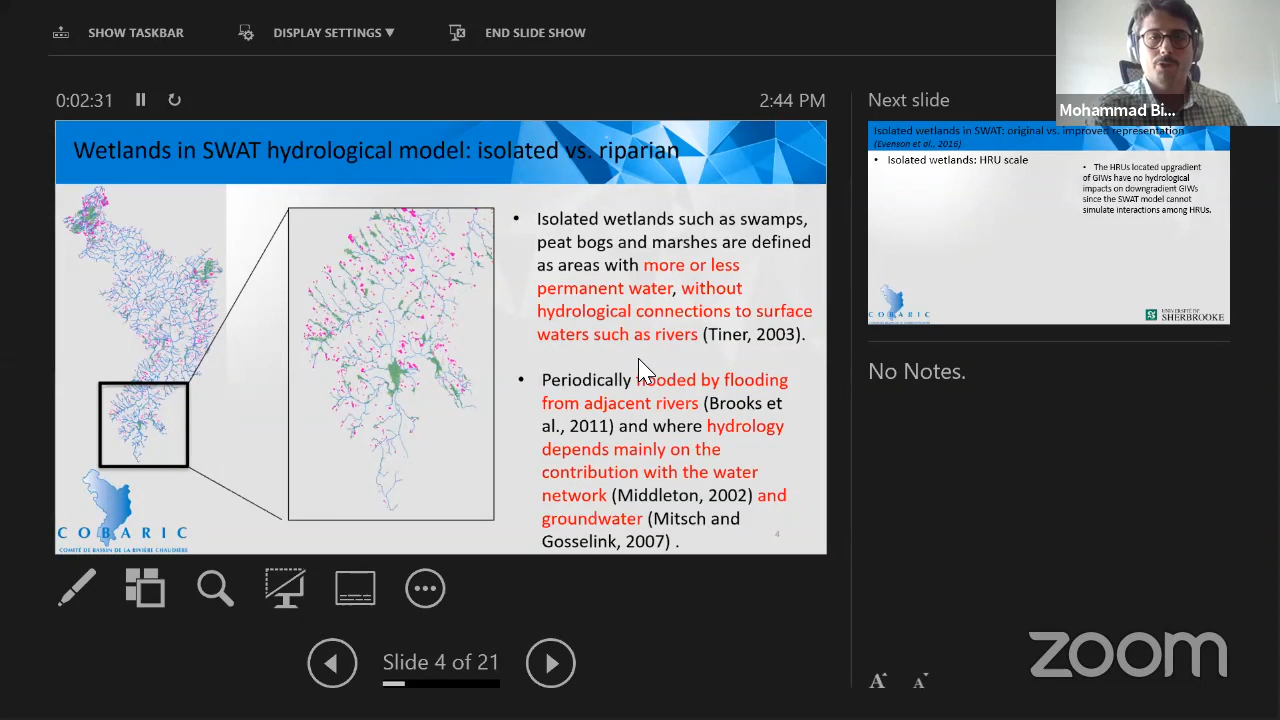 SHOW TASKBAR
DISPLAY SETTINGS ▼
END SLIDE SHOW
Mohammad Bi...
0:02:31
2:44 PM
Wetlands in SWAT hydrological model: isolated vs. riparian
• Isolated wetlands such as swamps,
peat bogs and marshes are defined
as areas with more or less
permanent water, without
hydrological connections to surface
waters such as rivers (Tiner, 2003).
• Periodically flooded by flooding
from adjacent rivers (Brooks et
al., 2011) and where hydrology
depends mainly on the
contribution with the water
network (Middleton, 2002) and
groundwater (Mitsch and
Gosselink, 2007) .
4
COBARIC
COMITÉ DE BASSIN DE LA RIVIÈRE CHAUDIÈRE
Slide 4 of 21
Next slide
Isolated wetlands in SWAT: original vs. improved representation
(Evenson et al., 2016)
• Isolated wetlands: HRU scale
• The HRUs located upgradient
of GIWs have no hydrological
impacts on downgradient GIWs
since the SWAT model cannot
simulate interactions among HRUs.
COBARIC
UNIVERSITÉ DE
SHERBROOKE
No Notes.
zoom
A A